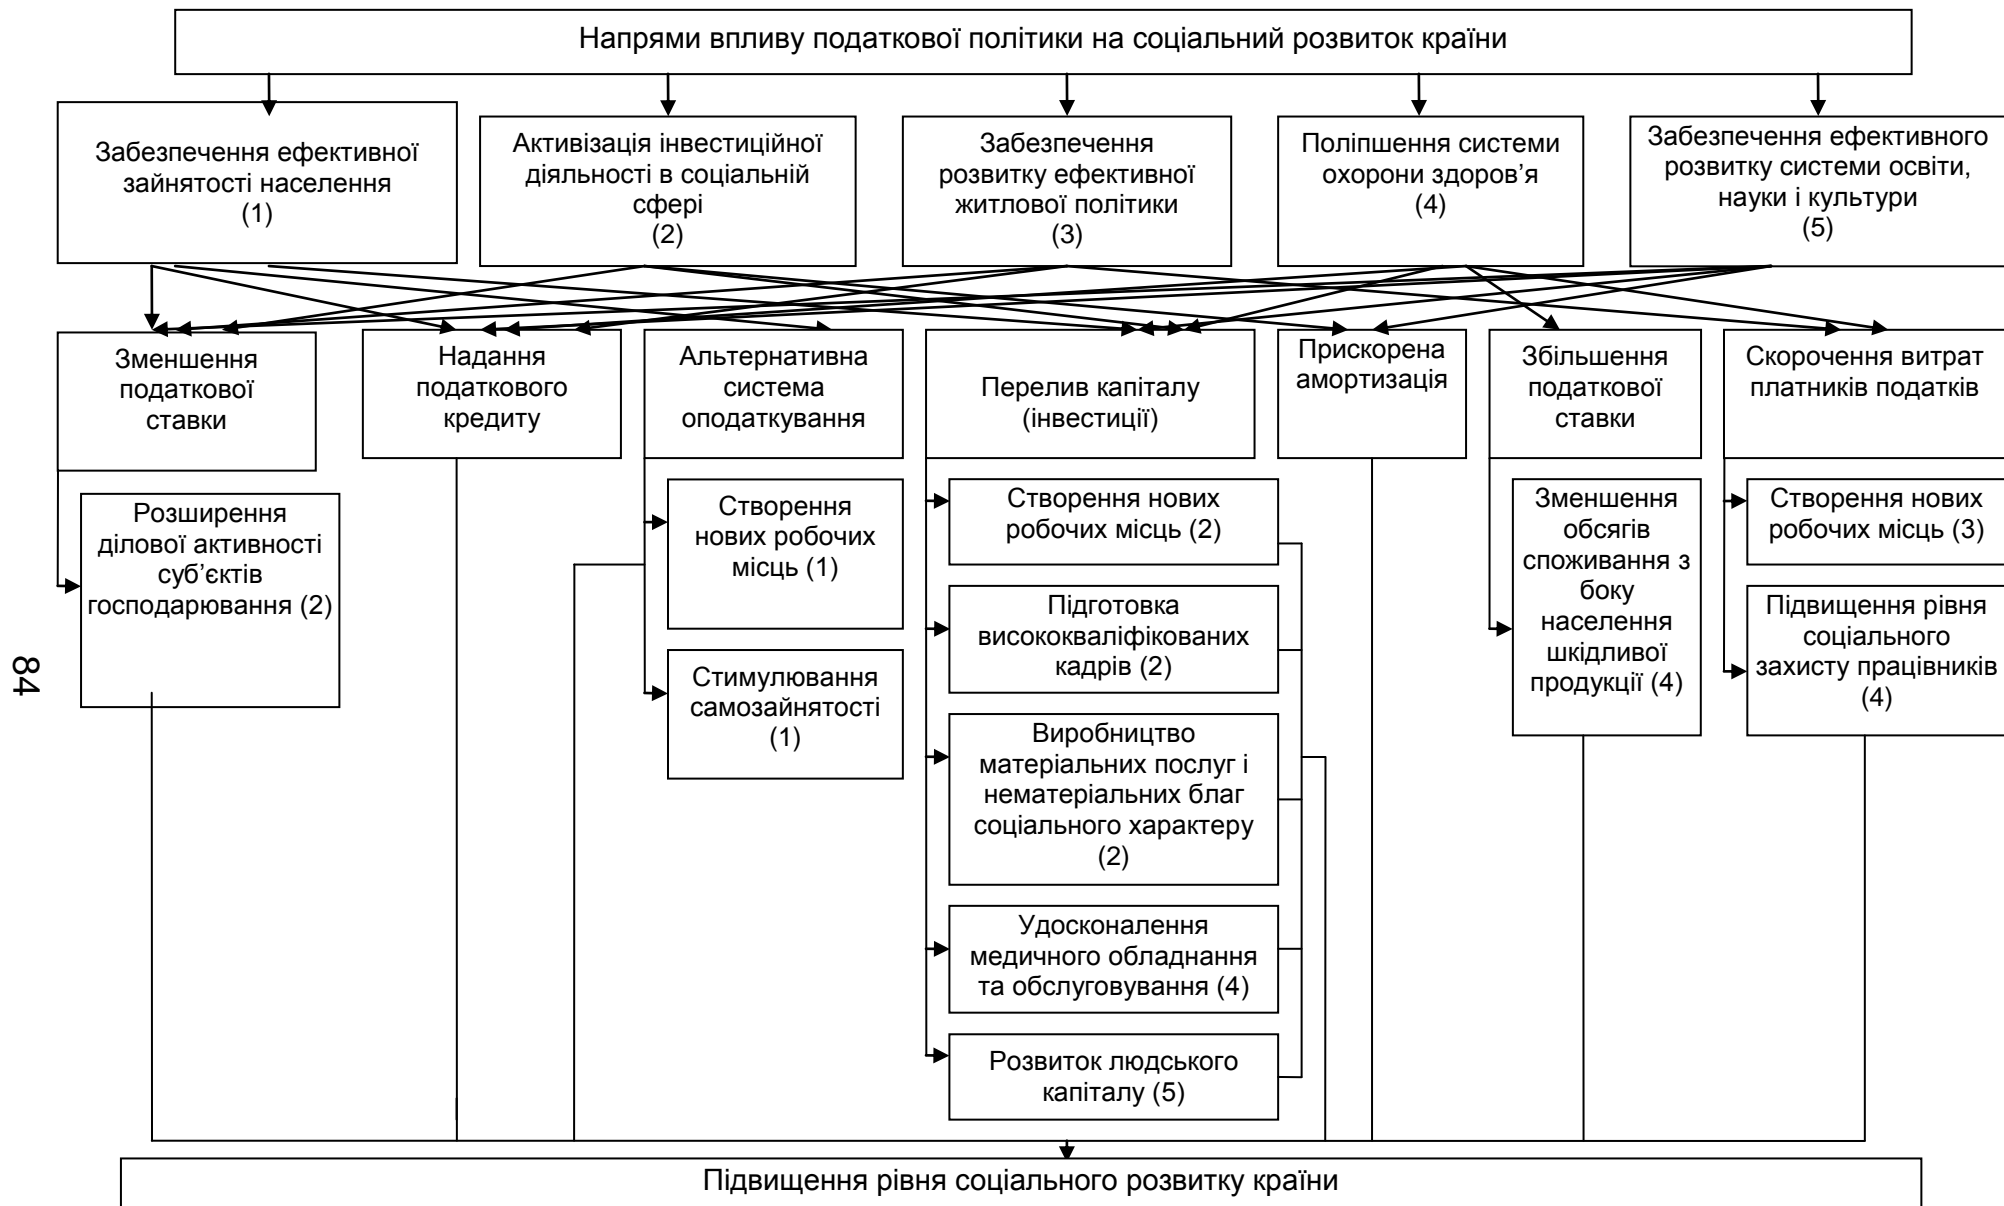 Напрями впливу податкової політики на соціальний розвиток країни
Забезпечення ефективної
зайнятості населення
(1)
Активізація інвестиційної
діяльності в соціальній
сфері
(2)
Забезпечення
розвитку ефективної
житлової політики
(3)
Поліпшення системи
охорони здоров’я
(4)
Забезпечення ефективного
розвитку системи освіти,
науки і культури
(5)
Зменшення
податкової
ставки
Надання
податкового
кредиту
Альтернативна
система
оподаткування
Перелив капіталу
(інвестиції)
Прискорена
амортизація
Збільшення
податкової
ставки
Скорочення витрат
платників податків
Розширення
ділової активності
суб’єктів
господарювання (2)
Створення
нових робочих
місць (1)
Стимулювання
самозайнятості
(1)
Створення нових
робочих місць (2)
Підготовка
висококваліфікованих
кадрів (2)
Виробництво
матеріальних послуг і
нематеріальних благ
соціального характеру
(2)
Удосконалення
медичного обладнання
та обслуговування (4)
Розвиток людського
капіталу (5)
Зменшення
обсягів
споживання з
боку
населення
шкідливої
продукції (4)
Створення нових
робочих місць (3)
Підвищення рівня
соціального
захисту працівників
(4)
Підвищення рівня соціального розвитку країни
84